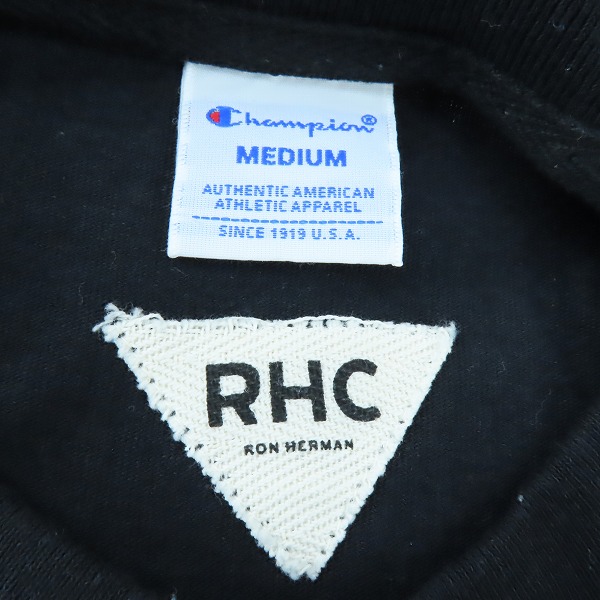 Champion®
MEDIUM
AUTHENTIC AMERICAN
ATHLETIC APPAREL
SINCE 1919 U.S.A.
RHC
RON HERMAN